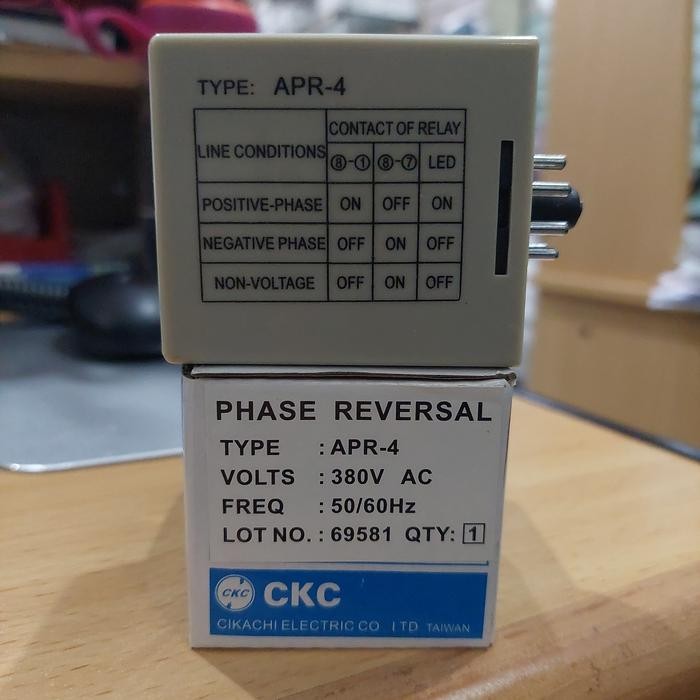 TYPE: APR-4
CONTACT OF RELAY
LINE CONDITIONS ⑧-① ⑧-⑦ LED
POSITIVE-PHASE ON OFF ON
NEGATIVE PHASE OFF ON OFF
NON-VOLTAGE OFF ON OFF
PHASE REVERSAL
TYPE : APR-4
VOLTS : 380V AC
FREQ : 50/60Hz
LOT NO. : 69581 QTY: 1
CKC CKC
CIKACHI ELECTRIC CO LTD TAIWAN